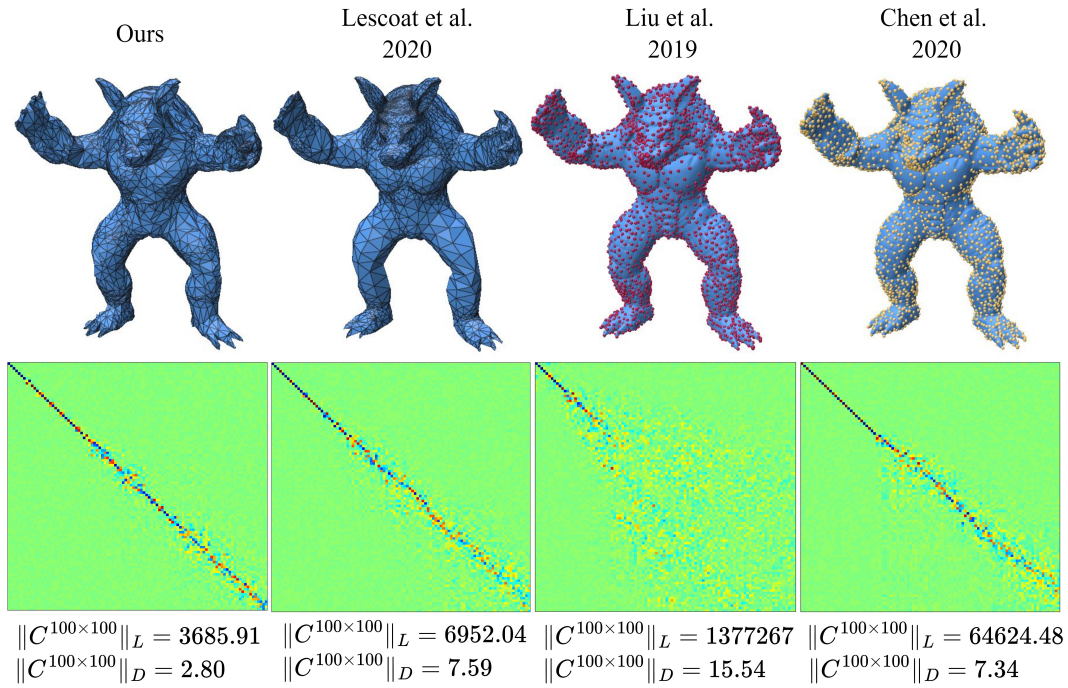 Ours
Lescoat et al.
2020
Liu et al.
2019
Chen et al.
2020
‖C^{100×100}‖_L = 3685.91
‖C^{100×100}‖_D = 2.80
‖C^{100×100}‖_L = 6952.04
‖C^{100×100}‖_D = 7.59
‖C^{100×100}‖_L = 1377267
‖C^{100×100}‖_D = 15.54
‖C^{100×100}‖_L = 64624.48
‖C^{100×100}‖_D = 7.34